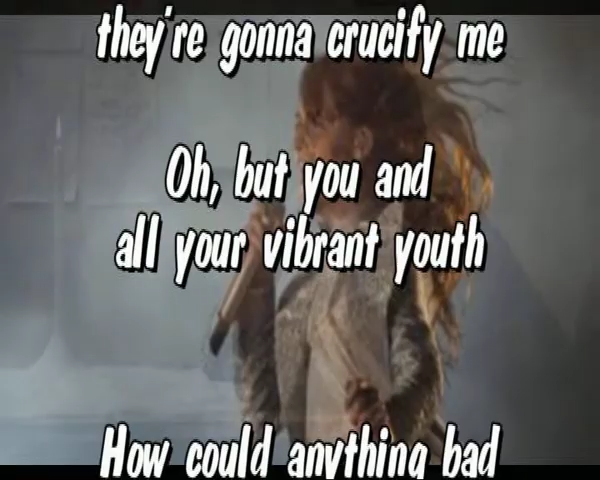 they're gonna crucify me
Oh, but you and
all your vibrant youth
How could anything bad